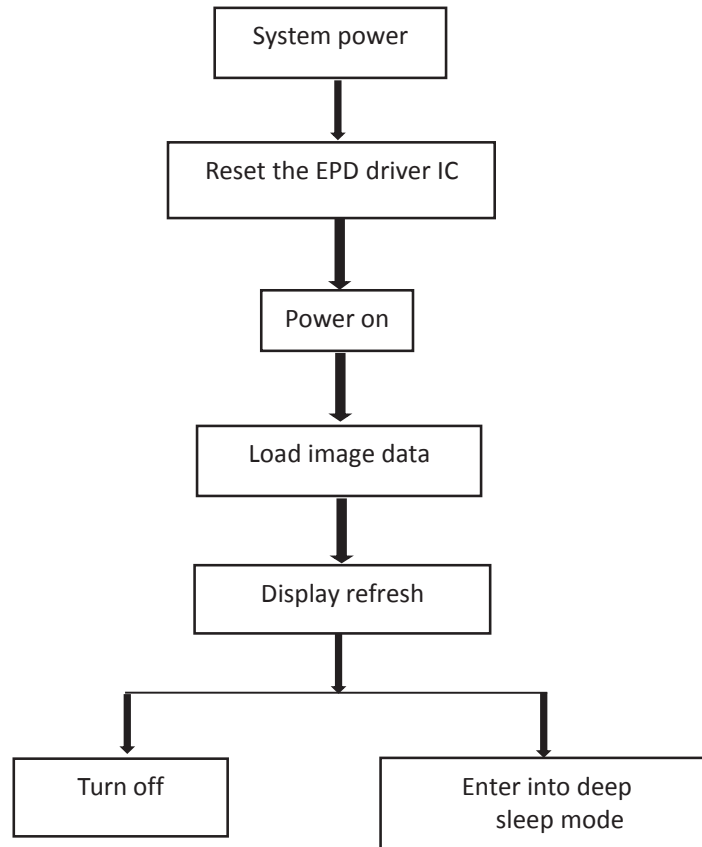 System power
Reset the EPD driver IC
Power on
Load image data
Display refresh
Turn off
Enter into deep
sleep mode